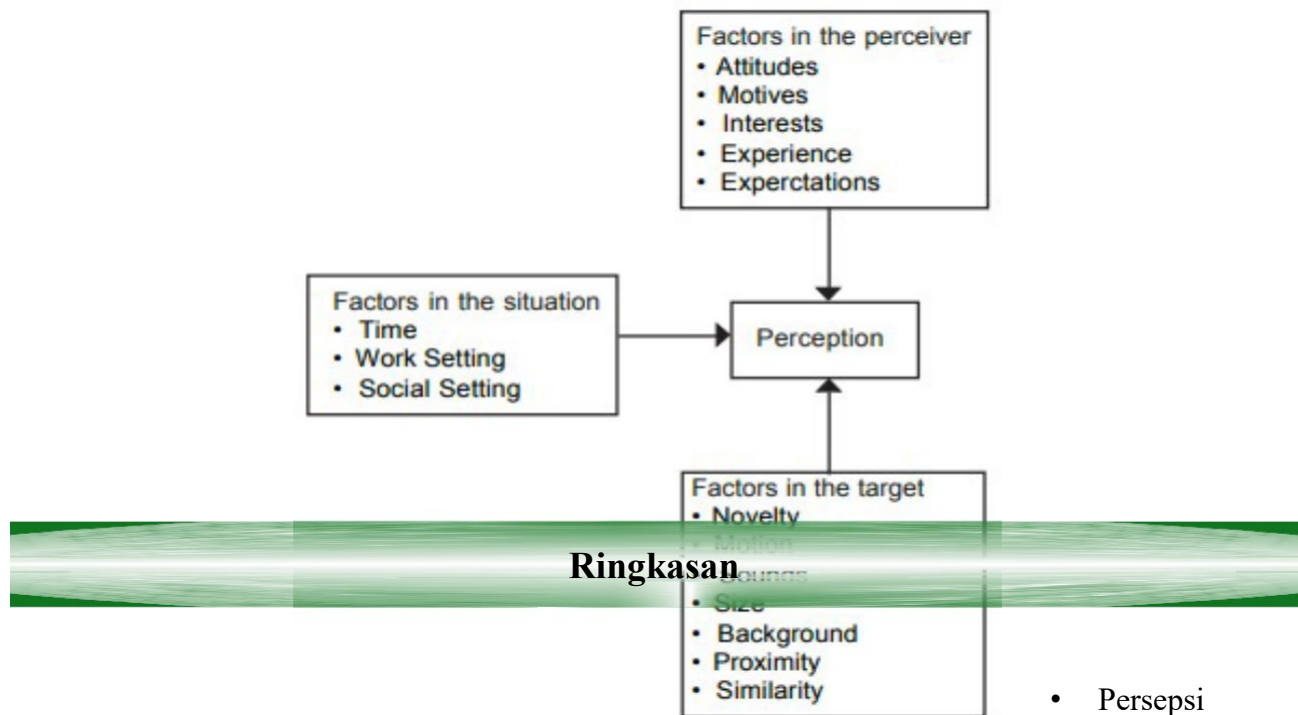 Factors in the perceiver
• Attitudes
• Motives
• Interests
• Experience
• Experctations
Factors in the situation
• Time
• Work Setting
• Social Setting
Perception
Factors in the target
• Novelty
• Motion
Ringkasan
• Sounds
• Size
• Background
• Proximity
• Similarity
• Persepsi